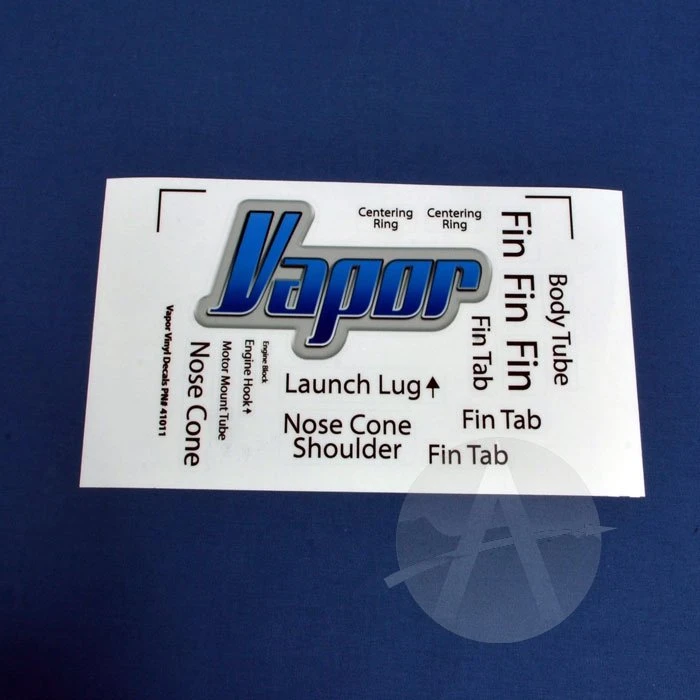 Vapor
Centering
Ring
Centering
Ring
Fin Fin Fin
Body Tube
Fin Tab
Engine Block
Engine Hook↑
Motor Mount Tube
Nose Cone
Vapor Vinyl Decals PN# 41011
Launch Lug↑
Nose Cone
Shoulder
Fin Tab
Fin Tab